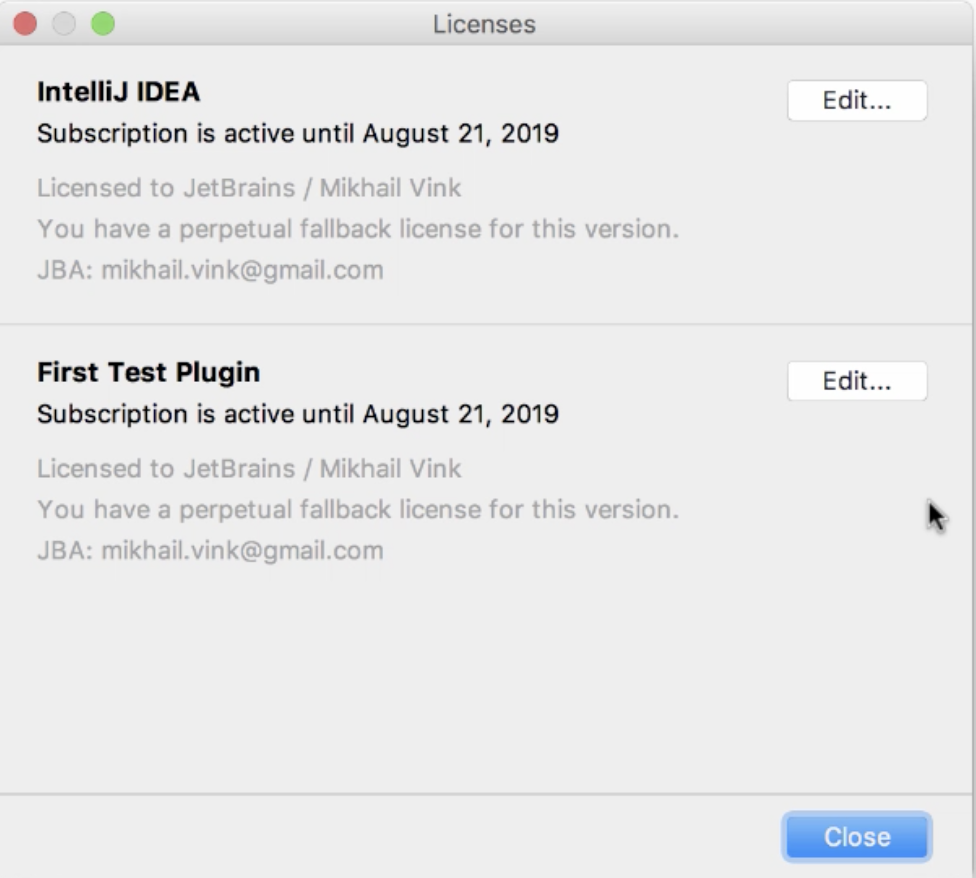 Licenses
IntelliJ IDEA
Edit...
Subscription is active until August 21, 2019
Licensed to JetBrains / Mikhail Vink
You have a perpetual fallback license for this version.
JBA: mikhail.vink@gmail.com
First Test Plugin
Edit...
Subscription is active until August 21, 2019
Licensed to JetBrains / Mikhail Vink
You have a perpetual fallback license for this version.
JBA: mikhail.vink@gmail.com
Close